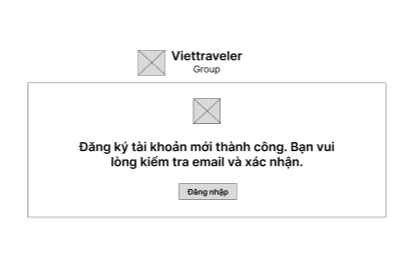 Viettraveler
Group
Đăng ký tài khoản mới thành công. Bạn vui
lòng kiểm tra email và xác nhận.
Đăng nhập